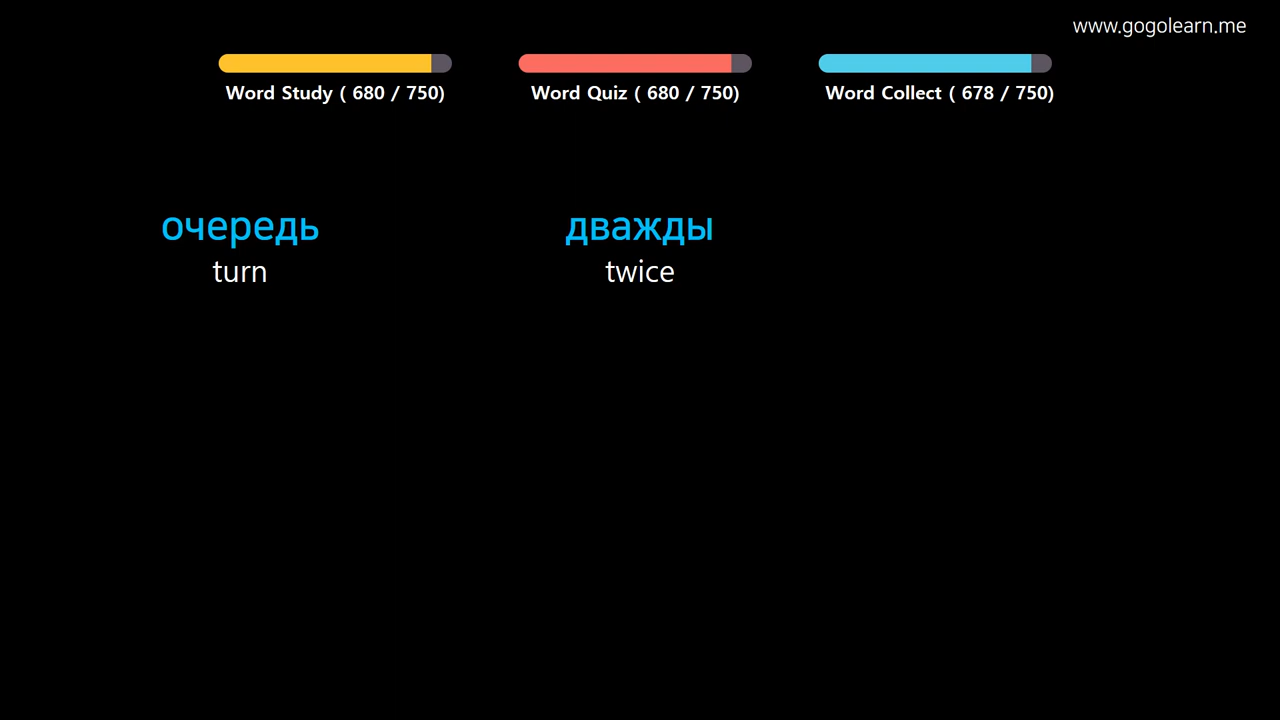 www.gogolearn.me
Word Study ( 680 / 750)
Word Quiz ( 680 / 750)
Word Collect ( 678 / 750)
очередь
turn
дважды
twice